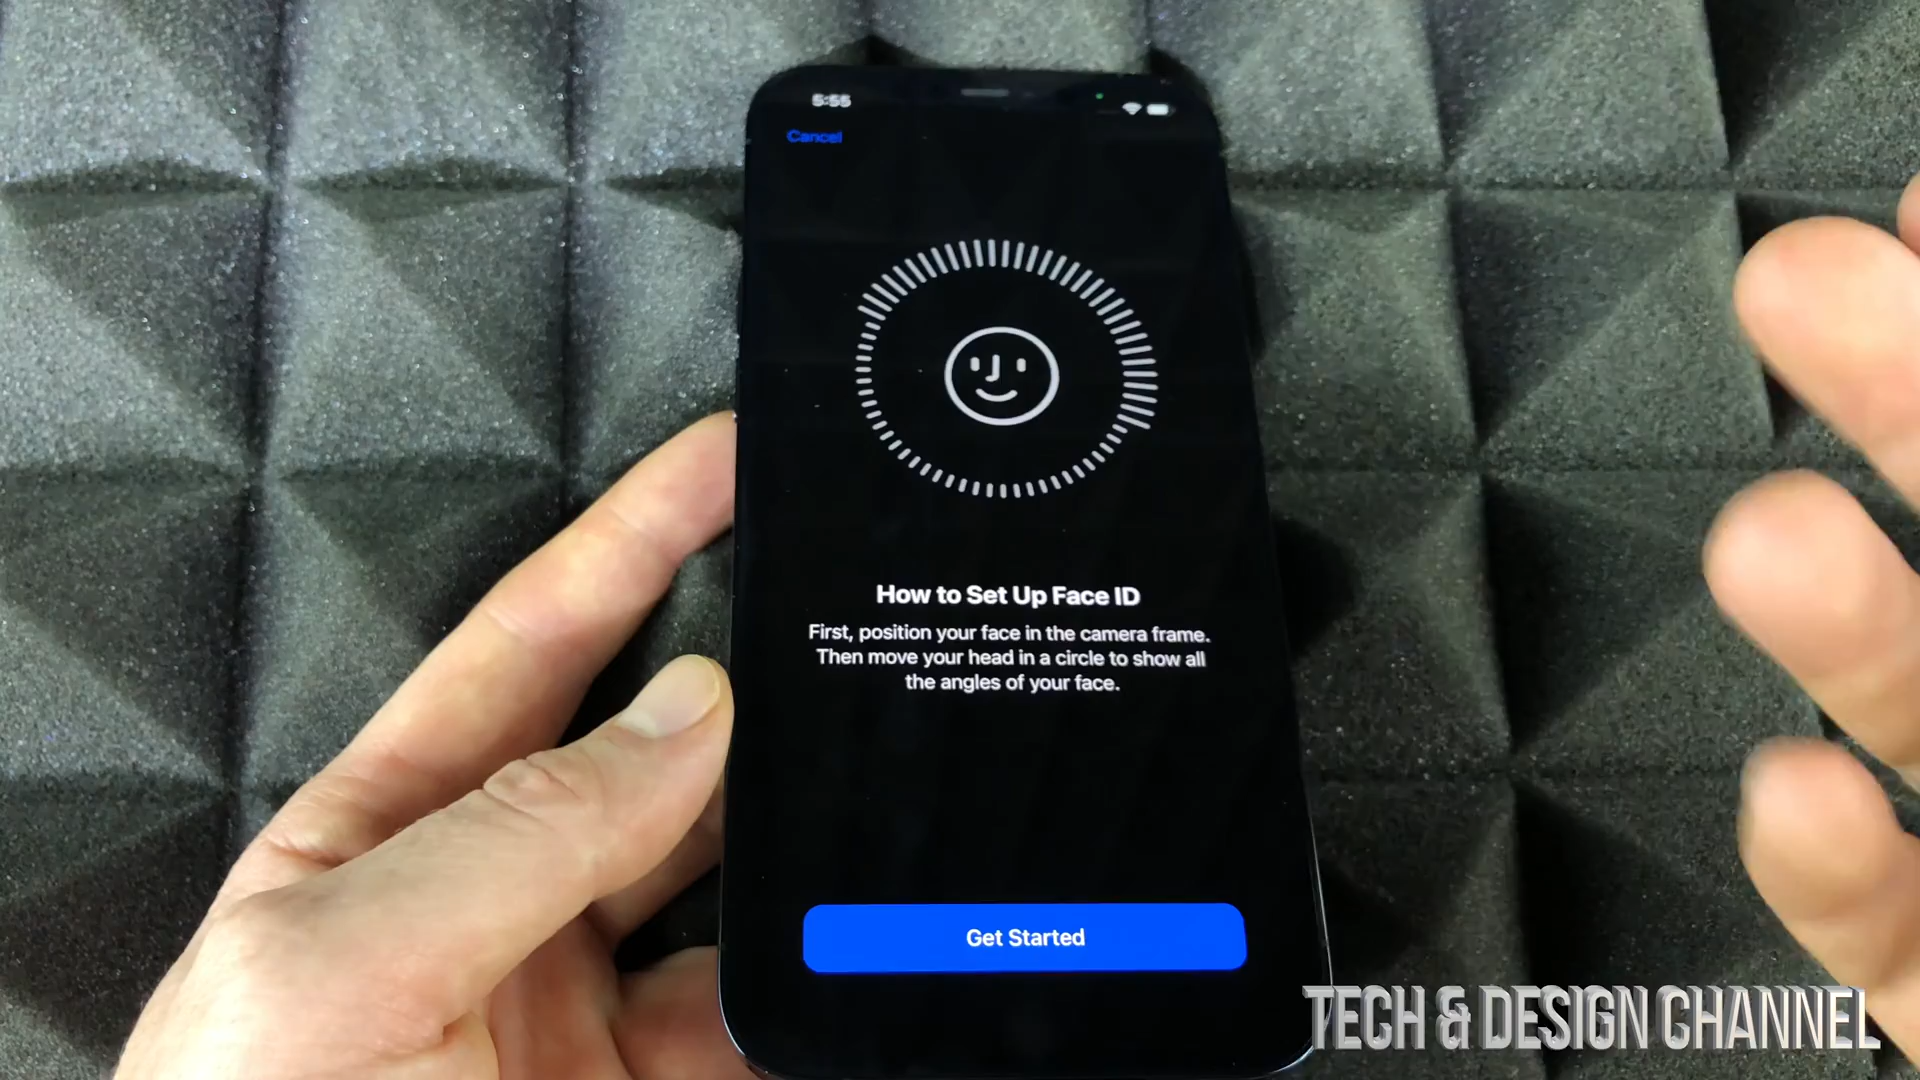 5:55
Cancel
How to Set Up Face ID
First, position your face in the camera frame.
Then move your head in a circle to show all
the angles of your face.
Get Started
TECH & DESIGN CHANNEL